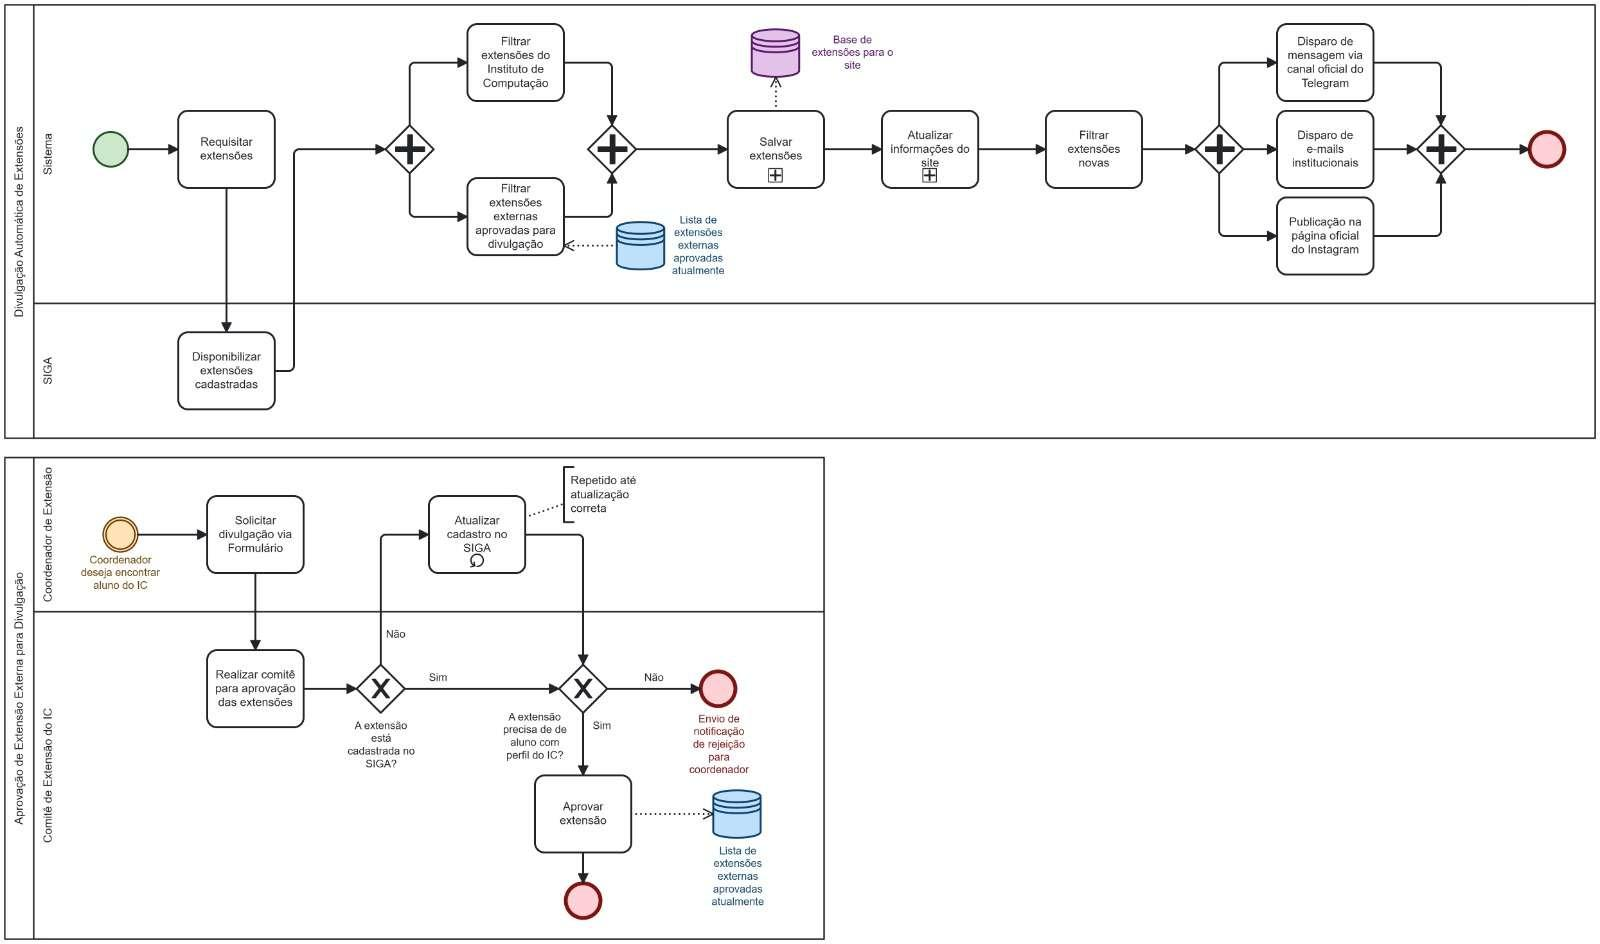 Divulgação Automática de Extensões
Sistema
Requisitar
extensões
Filtrar
extensões do
Instituto de
Computação
Filtrar
extensões
externas
aprovadas para
divulgação
Lista de
extensões
externas
aprovadas
atualmente
Base de
extensões para o
site
Salvar
extensões
Atualizar
informações do
site
Filtrar
extensões
novas
Disparo de
mensagem via
canal oficial do
Telegram
Disparo de
e-mails
institucionais
Publicação na
página oficial
do Instagram
SIGA
Disponibilizar
extensões
cadastradas
Aprovação de Extensão Externa para Divulgação
Coordenador de Extensão
Coordenador
deseja encontrar
aluno do IC
Solicitar
divulgação via
Formulário
Atualizar
cadastro no
SIGA
Repetido até
atualização
correta
Comitê de Extensão do IC
Realizar comitê
para aprovação
das extensões
Não
Sim
A extensão
está
cadastrada no
SIGA?
A extensão
precisa de de
aluno com
perfil do IC?
Não
Sim
Envio de
notificação
de rejeição
para
coordenador
Aprovar
extensão
Lista de
extensões
externas
aprovadas
atualmente